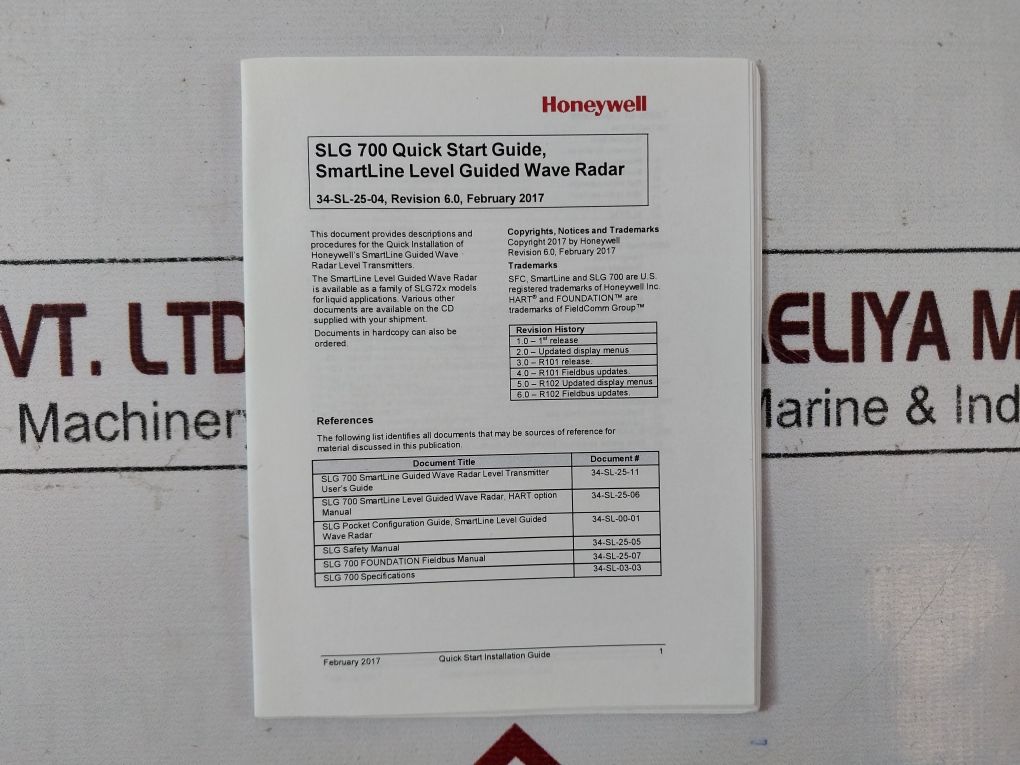 Honeywell
SLG 700 Quick Start Guide,
SmartLine Level Guided Wave Radar
34-SL-25-04, Revision 6.0, February 2017
This document provides descriptions and
procedures for the Quick Installation of
Honeywell's SmartLine Guided Wave
Radar Level Transmitters.
The SmartLine Level Guided Wave Radar
is available as a family of SLG72x models
for liquid applications. Various other
documents are available on the CD
supplied with your shipment.
Documents in hardcopy can also be
ordered.
Copyrights, Notices and Trademarks
Copyright 2017 by Honeywell
Revision 6.0, February 2017
Trademarks
SFC, SmartLine and SLG 700 are U.S.
registered trademarks of Honeywell Inc.
HART® and FOUNDATION™ are
trademarks of FieldComm Group™
Revision History
1.0 – 1st release
2.0 – Updated display menus
3.0 – R101 release.
4.0 – R101 Fieldbus updates.
5.0 – R102 Updated display menus
6.0 – R102 Fieldbus updates.
References
The following list identifies all documents that may be sources of reference for
material discussed in this publication.
Document Title Document #
SLG 700 SmartLine Guided Wave Radar Level Transmitter 34-SL-25-11
User's Guide
SLG 700 SmartLine Level Guided Wave Radar, HART option 34-SL-25-06
Manual
SLG Pocket Configuration Guide, SmartLine Level Guided 34-SL-00-01
Wave Radar
SLG Safety Manual 34-SL-25-05
SLG 700 FOUNDATION Fieldbus Manual 34-SL-25-07
SLG 700 Specifications 34-SL-03-03
February 2017 Quick Start Installation Guide 1
VT. LTD
Machinery
AELIYA M
Marine & Ind